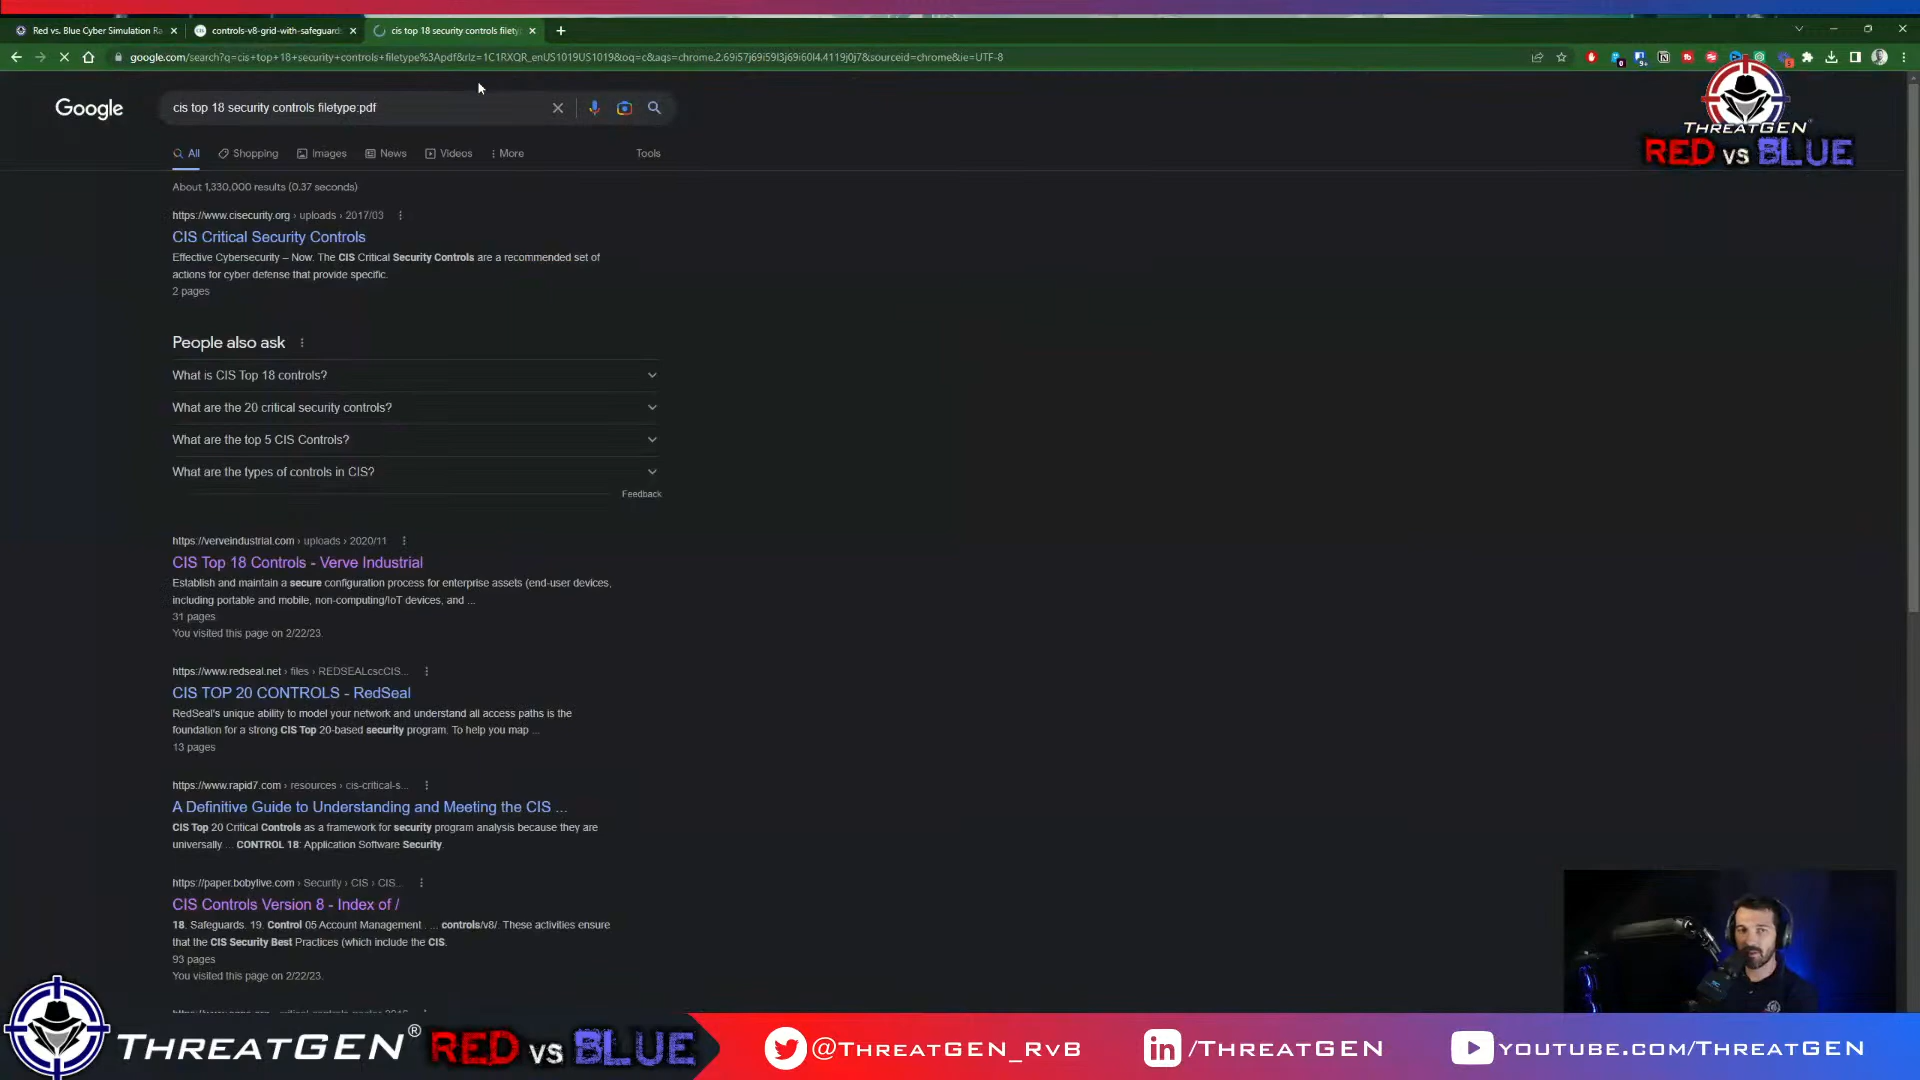 Red vs. Blue Cyber Simulation Ra
controls-v8-grid-with-safeguard
cis top 18 security controls filety
google.com/search?q=cis+top+18+security+controls+filetype%3Apdf&rlz=1C1RXQR_enUS1019US1019&oq=c&aqs=chrome.2.69i57j69i59l3j69i60l4.4119j0j7&sourceid=chrome&ie=UTF-8
Google
cis top 18 security controls filetype:pdf
All
Shopping
Images
News
Videos
More
Tools
THREATGEN®
RED vs BLUE
About 1,330,000 results (0.37 seconds)
https://www.cisecurity.org › uploads › 2017/03
CIS Critical Security Controls
Effective Cybersecurity – Now. The CIS Critical Security Controls are a recommended set of
actions for cyber defense that provide specific.
2 pages
People also ask
What is CIS Top 18 controls?
What are the 20 critical security controls?
What are the top 5 CIS Controls?
What are the types of controls in CIS?
Feedback
https://verveindustrial.com › uploads › 2020/11
CIS Top 18 Controls - Verve Industrial
Establish and maintain a secure configuration process for enterprise assets (end-user devices,
including portable and mobile, non-computing/IoT devices, and ...
31 pages
You visited this page on 2/22/23.
https://www.redseal.net › files › REDSEALcscCIS...
CIS TOP 20 CONTROLS - RedSeal
RedSeal's unique ability to model your network and understand all access paths is the
foundation for a strong CIS Top 20-based security program. To help you map ...
13 pages
https://www.rapid7.com › resources › cis-critical-s...
A Definitive Guide to Understanding and Meeting the CIS ...
CIS Top 20 Critical Controls as a framework for security program analysis because they are
universally ... CONTROL 18: Application Software Security.
https://paper.bobylive.com › Security › CIS › CIS...
CIS Controls Version 8 - Index of /
18. Safeguards. 19. Control 05 Account Management . ... controls/v8/. These activities ensure
that the CIS Security Best Practices (which include the CIS.
93 pages
You visited this page on 2/22/23.
THREATGEN® RED vs BLUE
@THREATGEN_RVB
/THREATGEN
YOUTUBE.COM/THREATGEN